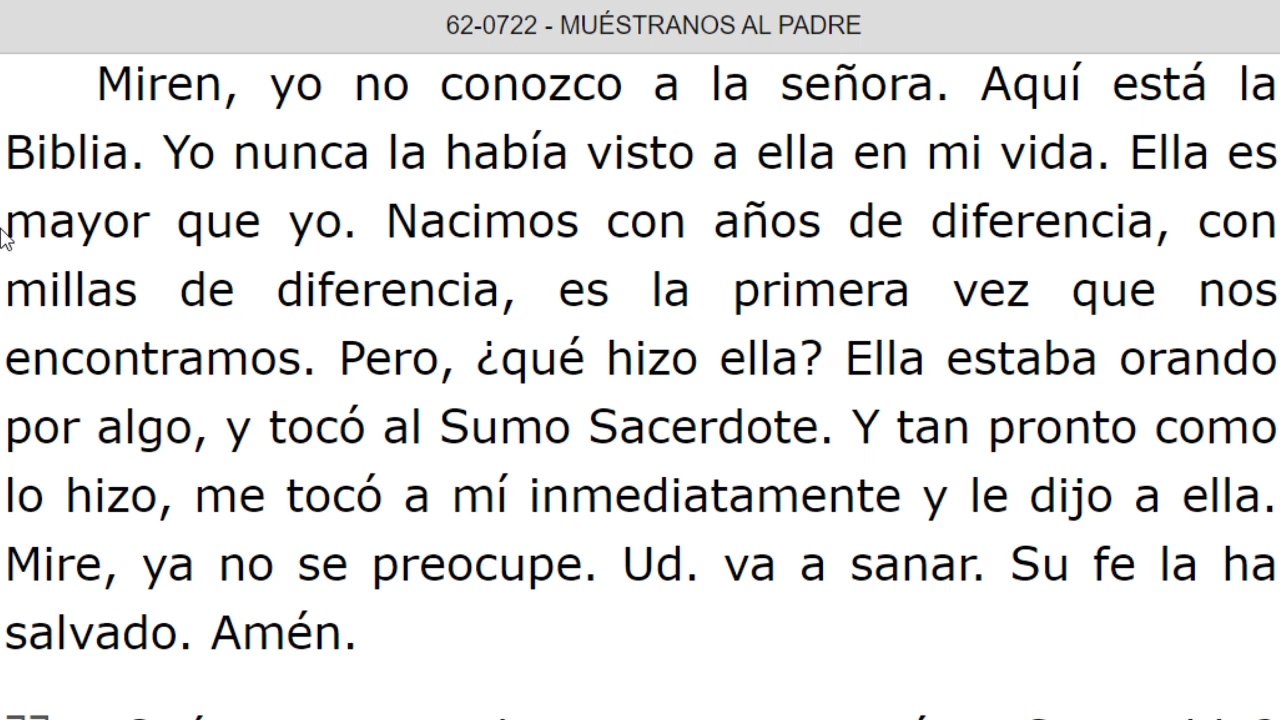 62-0722 - MUÉSTRANOS AL PADRE
Miren, yo no conozco a la señora. Aquí está la
Biblia. Yo nunca la había visto a ella en mi vida. Ella es
mayor que yo. Nacimos con años de diferencia, con
millas de diferencia, es la primera vez que nos
encontramos. Pero, ¿qué hizo ella? Ella estaba orando
por algo, y tocó al Sumo Sacerdote. Y tan pronto como
lo hizo, me tocó a mí inmediatamente y le dijo a ella.
Mire, ya no se preocupe. Ud. va a sanar. Su fe la ha
salvado. Amén.